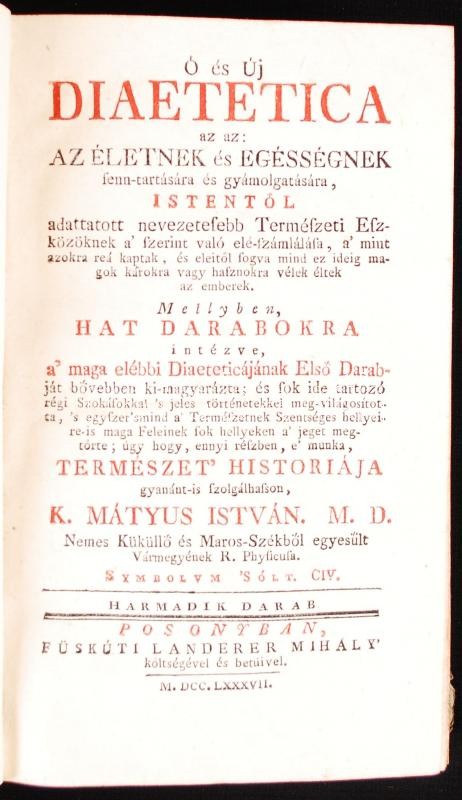 Ó és Új
DIAETETICA
az az:
AZ ÉLETNEK és EGÉSSÉGNEK
ſenn-tartására és gyámolgatására,
ISTENTŐL
adattatott nevezeteſebb Terméſzeti Eſz-
közöknek a' ſzerint való elé-ſzámláláſa, a' mint
azokra reá kaptak, és eleitől fogva mind ez ideig ma-
gok károkra vagy haſznokra vélek éltek
az emberek.
Mellyben,
HAT DARABOKRA
intézve,
a' maga elébbi Diaeteticájának Elſő Darab-
ját bővebben ki-magyarázta; és ſok ide tartozó
régi Szokáſokkal 's jeles történetekkel meg-világosított-
ta, 's egyſzer'smind a' Terméſzetnek Szentséges hellyei-
re-is maga Feleinek ſok hellyeken a' jeget meg-
törte; úgy hogy, ennyi réſzben, e' munka,
TERMÉSZET' HISTORIÁJA
gyanánt-is ſzolgálhaſſon,
K. MÁTYUS ISTVÁN. M. D.
Nemes Küküllő és Maros-Székből egyesűlt
Vármegyének R. Phyſicuſa.
SYMBOLVM 'SÓLT. CIV.
HARMADIK DARAB
POSONYBAN,
FÜSKÚTI LANDERER MIHÁLY'
költségével és betűivel.
M. DCC. LXXXVII.